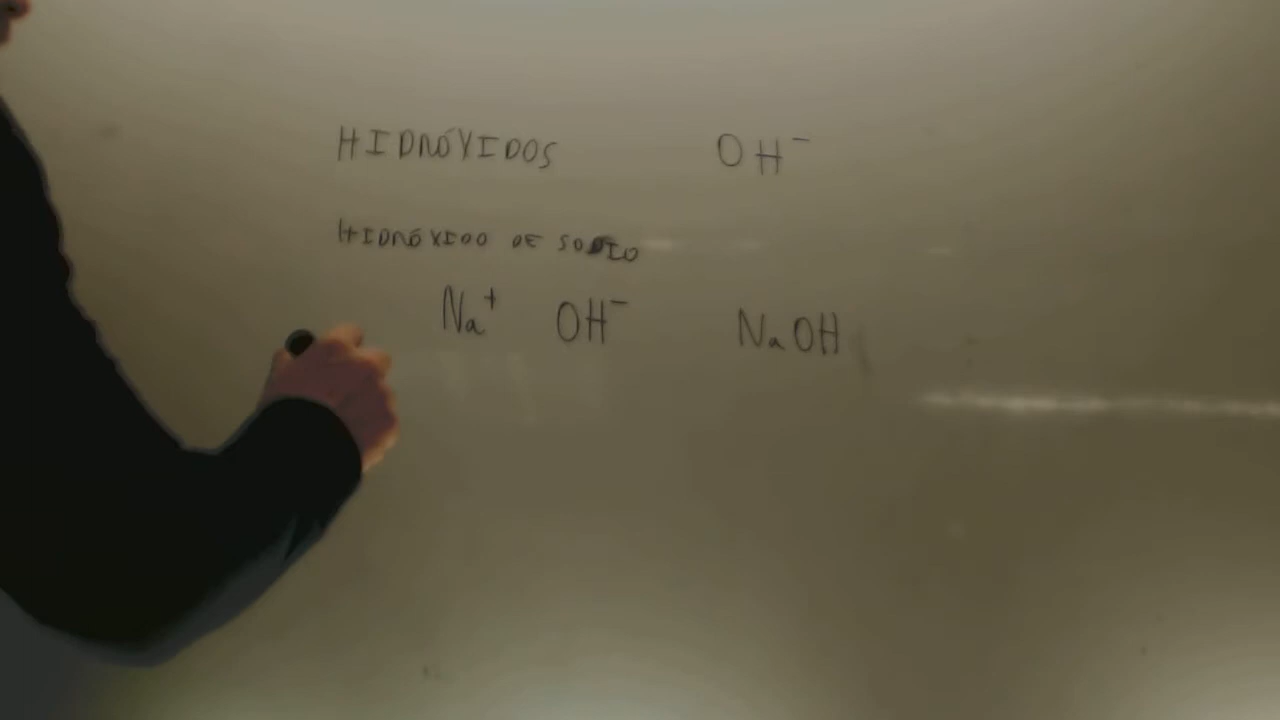 HIDRÓXIDOS OH⁻
HIDRÓXIDO DE SODIO
Na⁺ OH⁻ NaOH